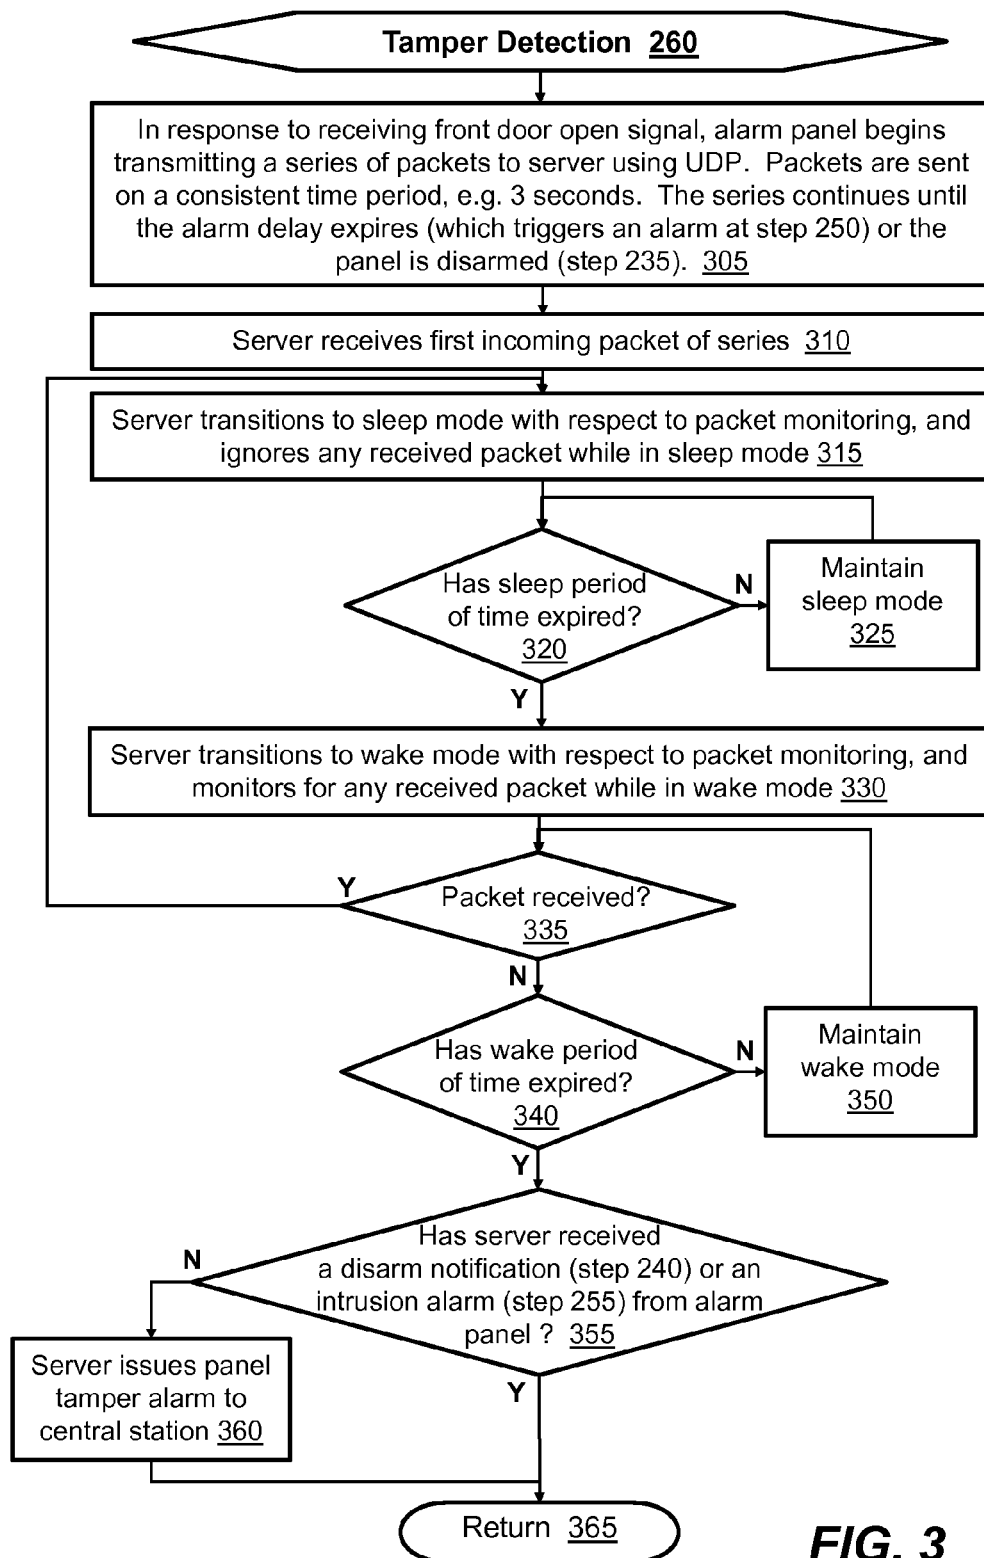 Tamper Detection 260
In response to receiving front door open signal, alarm panel begins
transmitting a series of packets to server using UDP. Packets are sent
on a consistent time period, e.g. 3 seconds. The series continues until
the alarm delay expires (which triggers an alarm at step 250) or the
panel is disarmed (step 235). 305
Server receives first incoming packet of series 310
Server transitions to sleep mode with respect to packet monitoring, and
ignores any received packet while in sleep mode 315
Has sleep period
of time expired?
320
N
Maintain
sleep mode
325
Y
Server transitions to wake mode with respect to packet monitoring, and
monitors for any received packet while in wake mode 330
Y
Packet received?
335
N
Has wake period
of time expired?
340
N
Maintain
wake mode
350
Y
Has server received
a disarm notification (step 240) or an
intrusion alarm (step 255) from alarm
panel ? 355
N
Server issues panel
tamper alarm to
central station 360
Y
Return 365
FIG. 3